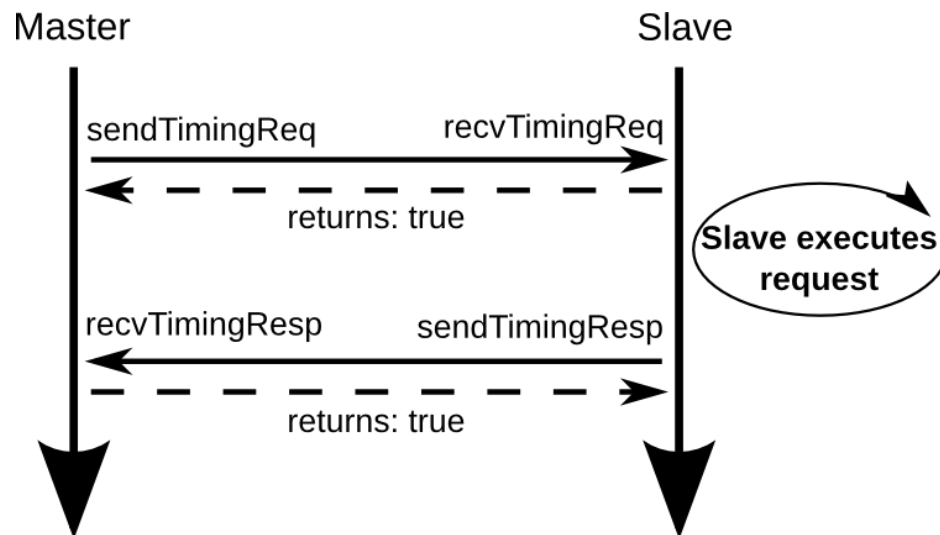 Master
Slave
sendTimingReq
recvTimingReq
returns: true
Slave executes
request
recvTimingResp
sendTimingResp
returns: true